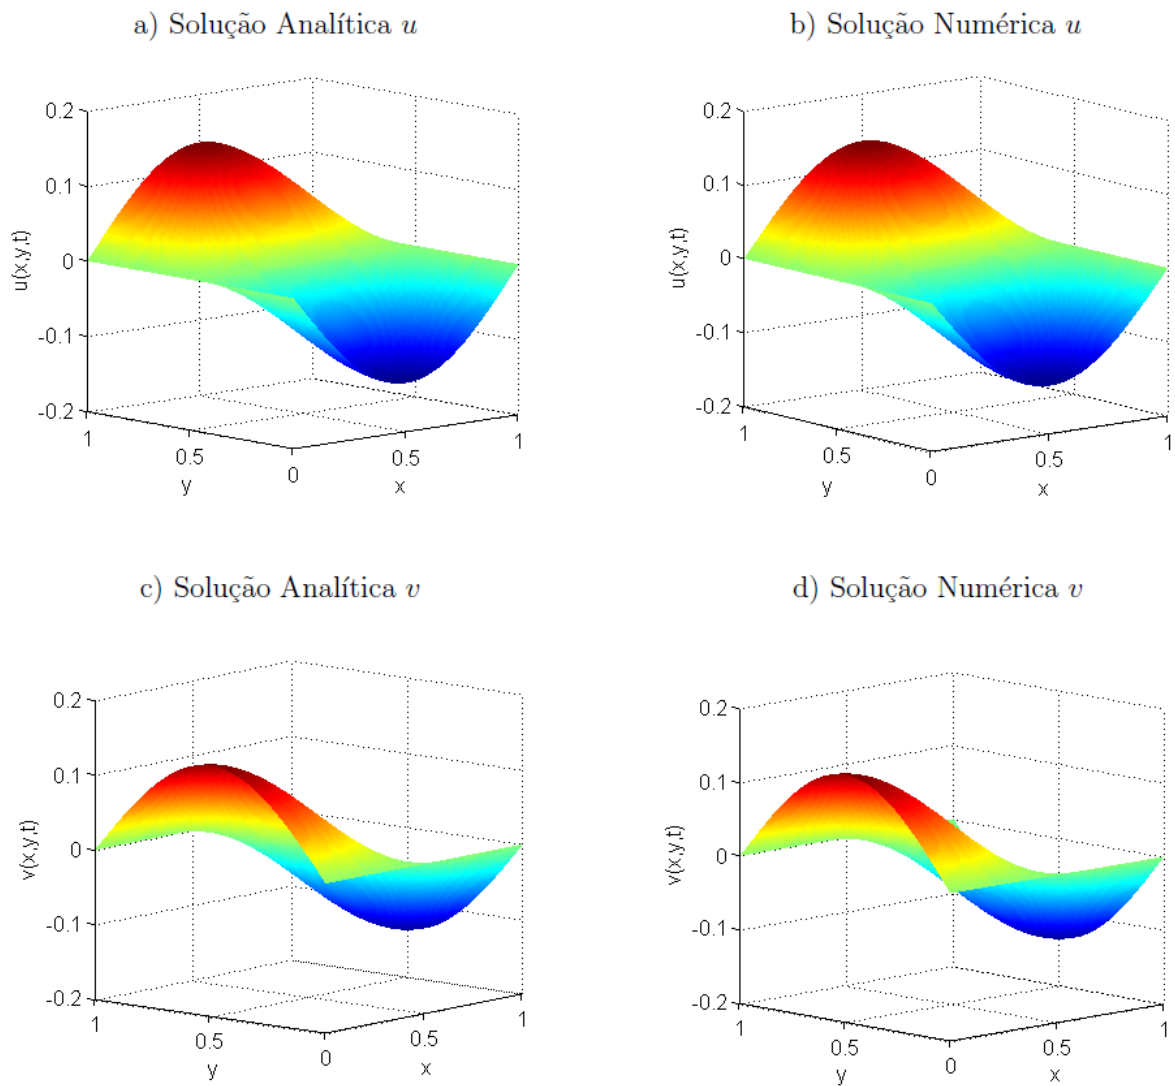 a) Solução Analítica u
b) Solução Numérica u
0.2
0.1
0
-0.1
-0.2
u(x,y,t)
1
0.5
0
y
0.5
1
x
0.2
0.1
0
-0.1
-0.2
u(x,y,t)
1
0.5
0
y
0.5
1
x
c) Solução Analítica v
d) Solução Numérica v
0.2
0.1
0
-0.1
-0.2
v(x,y,t)
1
0.5
0
y
0.5
1
x
0.2
0.1
0
-0.1
-0.2
v(x,y,t)
1
0.5
0
y
0.5
1
x